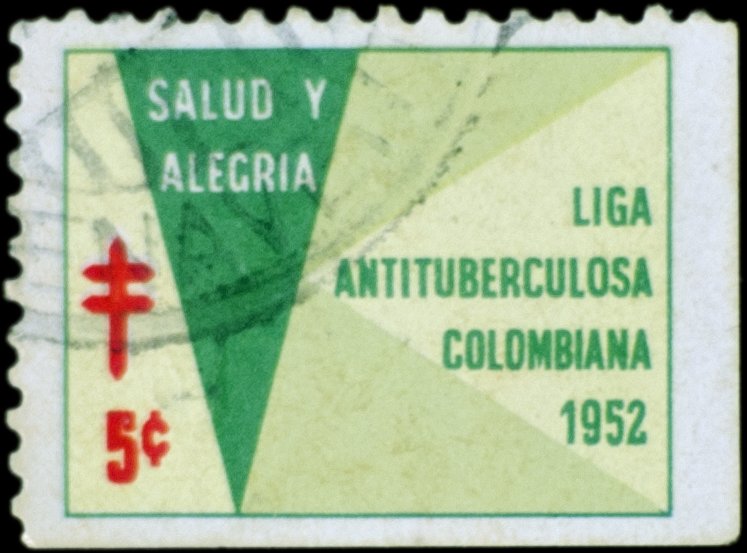 SALUD Y
ALEGRIA
LIGA
ANTITUBERCULOSA
COLOMBIANA
1952
5¢